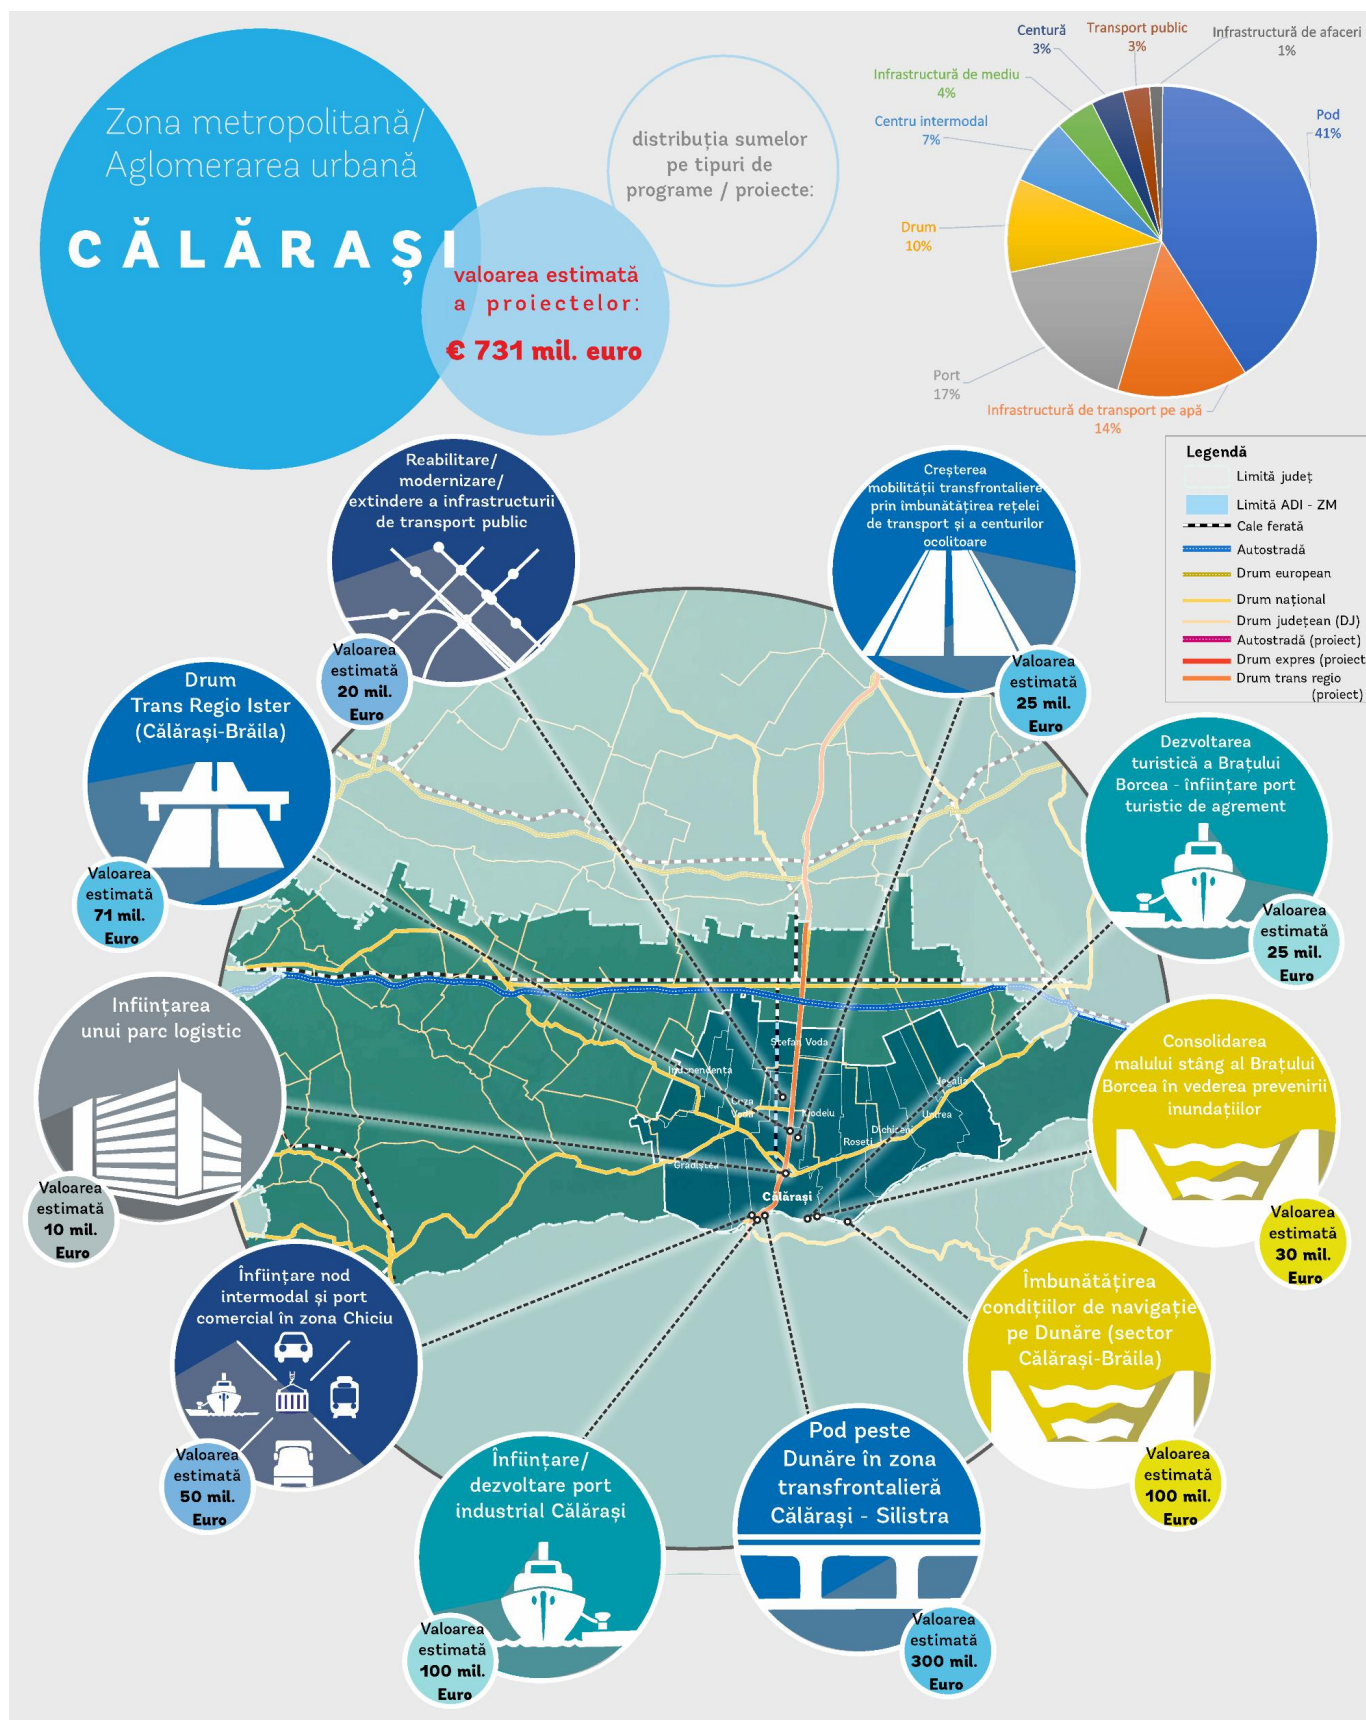 Zona metropolitană/
Aglomerarea urbană
CĂLĂRAȘI
valoarea estimată
a proiectelor:
€ 731 mil. euro
distribuția sumelor
pe tipuri de
programe / proiecte:
Centură
3%
Transport public
3%
Infrastructură de afaceri
1%
Infrastructură de mediu
4%
Centru intermodal
7%
Pod
41%
Drum
10%
Port
17%
Infrastructură de transport pe apă
14%
Legendă
Limită județ
Limită ADI - ZM
Cale ferată
Autostradă
Drum european
Drum național
Drum județean (DJ)
Autostradă (proiect)
Drum expres (proiect
Drum trans regio
(proiect)
Reabilitare/
modernizare/
extindere a infrastructurii
de transport public
Valoarea
estimată
20 mil.
Euro
Creșterea
mobilității transfrontaliere
prin îmbunătățirea rețelei
de transport și a centurilor
ocolitoare
Valoarea
estimată
25 mil.
Euro
Drum
Trans Regio Ister
(Călărași-Brăila)
Valoarea
estimată
71 mil.
Euro
Dezvoltarea
turistică a Brațului
Borcea - înființare port
turistic de agrement
Valoarea
estimată
25 mil.
Euro
Inființarea
unui parc logistic
Valoarea
estimată
10 mil.
Euro
Consolidarea
malului stâng al Brațului
Borcea în vederea prevenirii
inundațiilor
Valoarea
estimată
30 mil.
Euro
Stefan Voda
Independenta
Jegalia
Cuza
Voda
Modelu
Unirea
Dichiseni
Roseti
Gradiștea
Călărași
Înființare nod
intermodal și port
comercial în zona Chiciu
Valoarea
estimată
50 mil.
Euro
Îmbunătățirea
condițiilor de navigație
pe Dunăre (sector
Călărași-Brăila)
Valoarea
estimată
100 mil.
Euro
Înființare/
dezvoltare port
industrial Călărași
Valoarea
estimată
100 mil.
Euro
Pod peste
Dunăre în zona
transfrontalieră
Călărași - Silistra
Valoarea
estimată
300 mil.
Euro